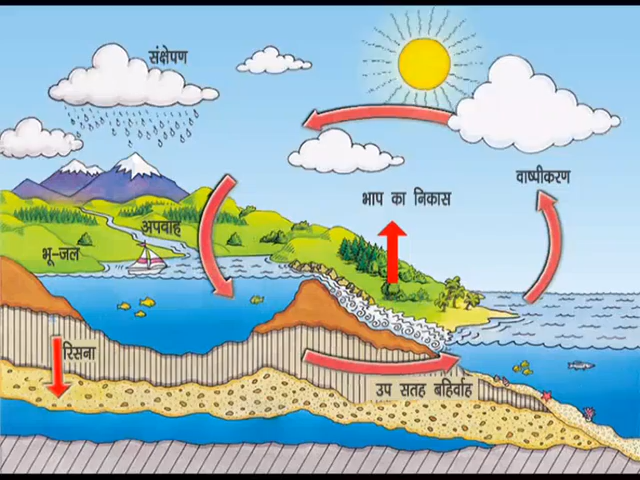 संक्षेपण
वाष्पीकरण
भाप का निकास
अपवाह
भू-जल
रिसना
उप सतह बहिर्वाह